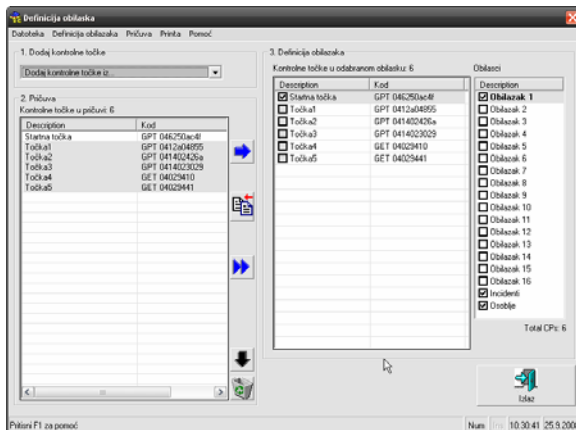 Definicija obilaska
Datoteka Definicija obilazaka Pričuva Printa Pomoć
1. Dodaj kontrolne točke
Dodaj kontrolne točke iz...
2. Pričuva
Kontrolne točke u pričuvi: 6
Description Kod
Startna točka GPT 046250ac4f
Točka1 GPT 0412a04855
Točka2 GPT 041402426a
Točka3 GPT 0414023029
Točka4 GET 04029410
Točka5 GET 04029441
3. Definicija obilazaka
Kontrolne točke u odabranom obilasku: 6
Description Kod
Startna točka GPT 046250ac4f
Točka1 GPT 0412a04855
Točka2 GPT 041402426a
Točka3 GPT 0414023029
Točka4 GET 04029410
Točka5 GET 04029441
Obilasci
Description
Obilazak 1
Obilazak 2
Obilazak 3
Obilazak 4
Obilazak 5
Obilazak 6
Obilazak 7
Obilazak 8
Obilazak 9
Obilazak 10
Obilazak 11
Obilazak 12
Obilazak 13
Obilazak 14
Obilazak 15
Obilazak 16
Incidenti
Osoblje
Total CPs: 6
Izlaz
Pritisni F1 za pomoć
Num Ins 10:30:41